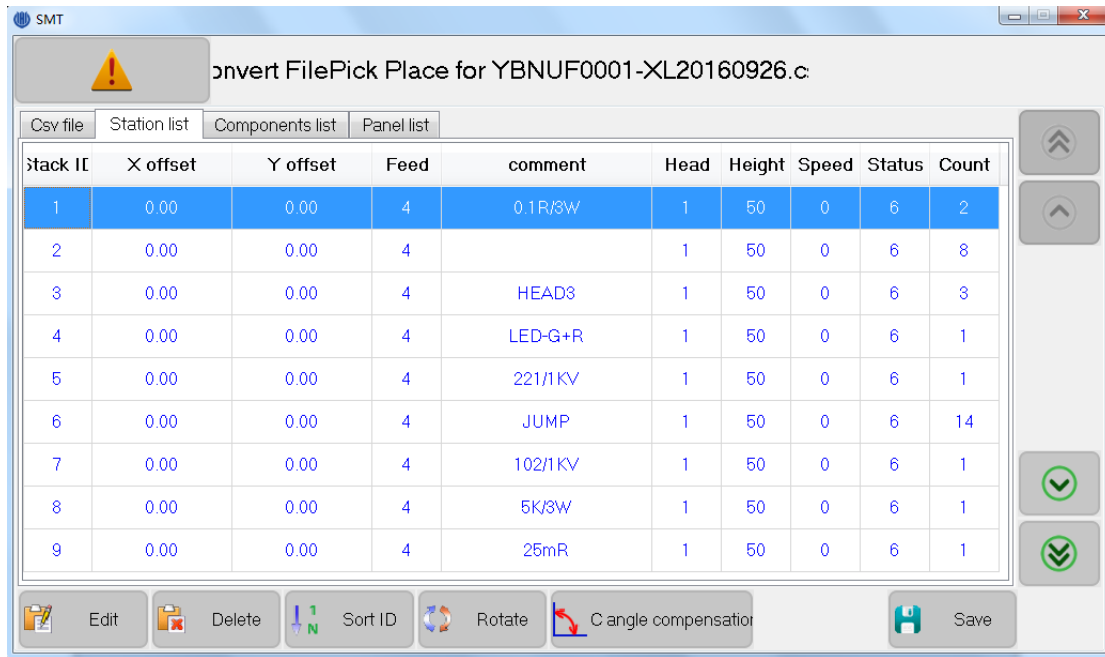 SMT
onvert FilePick Place for YBNUF0001-XL20160926.c
Csv file Station list Components list Panel list
Stack ID X offset Y offset Feed comment Head Height Speed Status Count
1 0.00 0.00 4 0.1R/3W 1 50 0 6 2
2 0.00 0.00 4 1 50 0 6 8
3 0.00 0.00 4 HEAD3 1 50 0 6 3
4 0.00 0.00 4 LED-G+R 1 50 0 6 1
5 0.00 0.00 4 221/1KV 1 50 0 6 1
6 0.00 0.00 4 JUMP 1 50 0 6 14
7 0.00 0.00 4 102/1KV 1 50 0 6 1
8 0.00 0.00 4 5K/3W 1 50 0 6 1
9 0.00 0.00 4 25mR 1 50 0 6 1
Edit Delete 1 N Sort ID Rotate C angle compensation Save